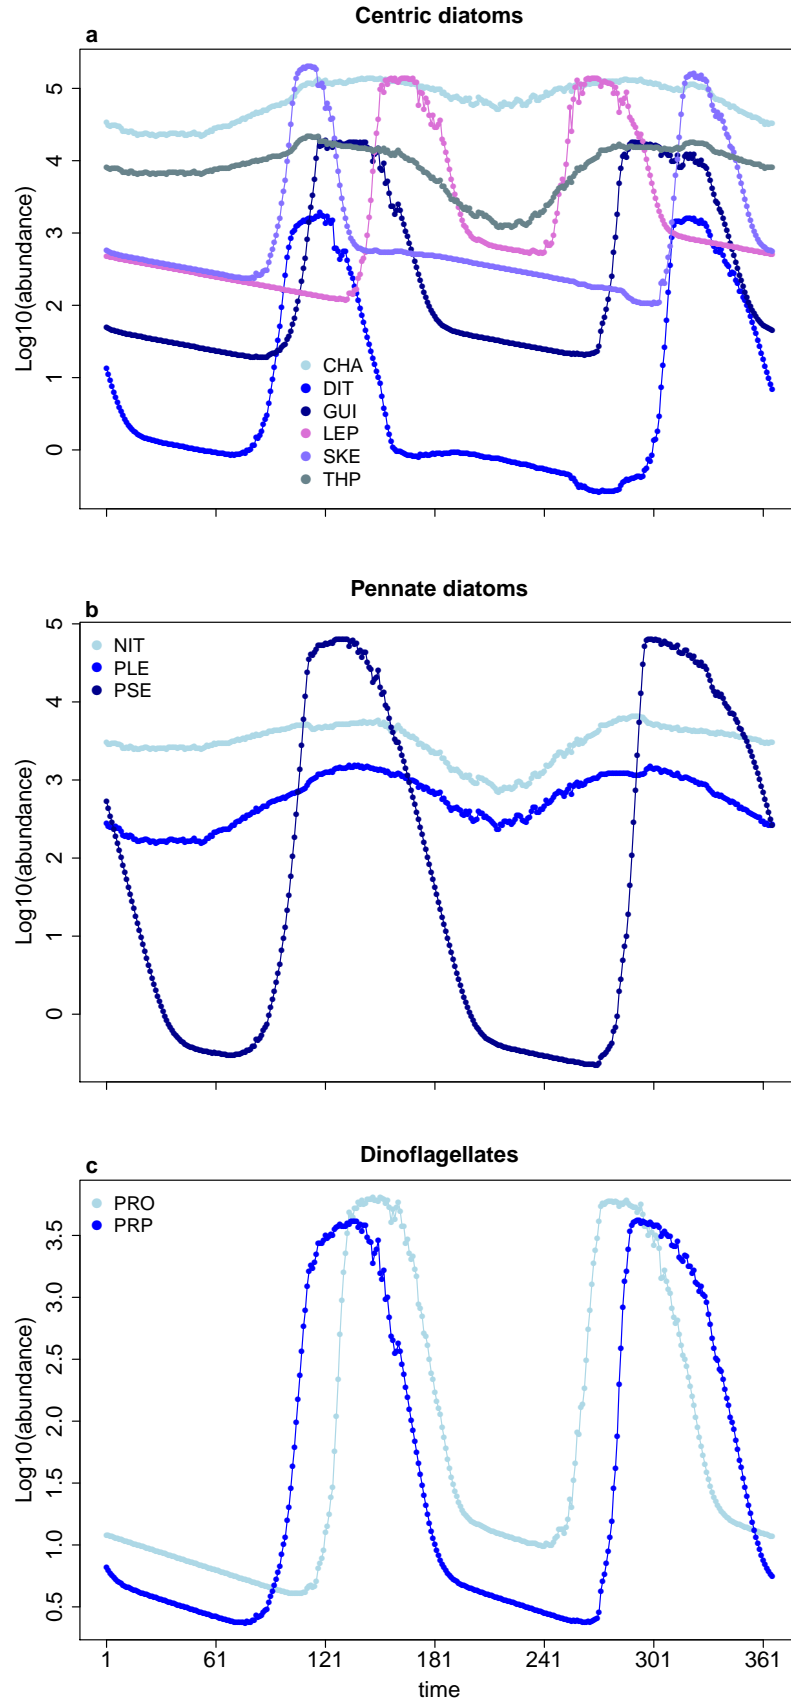 Centric diatoms
a
Log10(abundance)
5
4
3
2
1
0
CHA
DIT
GUI
LEP
SKE
THP
Pennate diatoms
b
Log10(abundance)
5
4
3
2
1
0
NIT
PLE
PSE
Dinoflagellates
c
Log10(abundance)
3.5
3.0
2.5
2.0
1.5
1.0
0.5
PRO
PRP
1 61 121 181 241 301 361
time